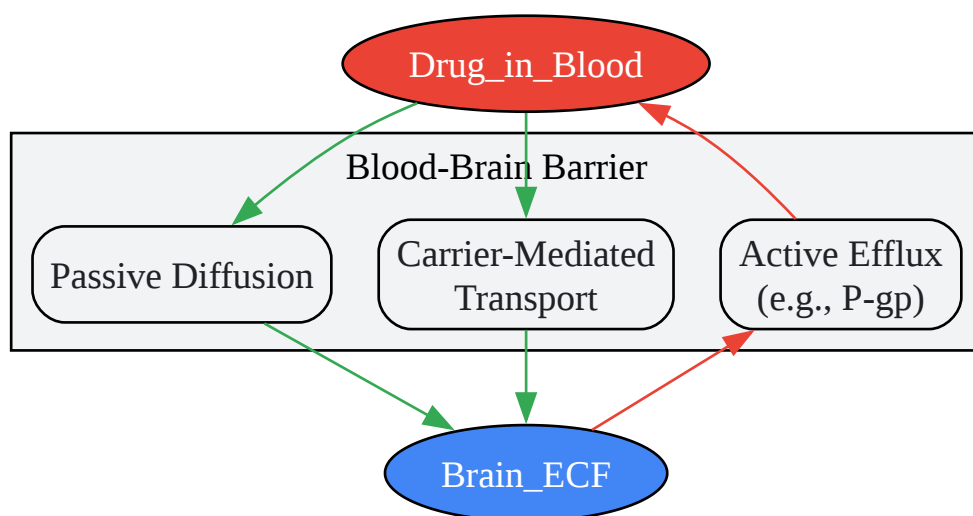 Drug_in_Blood
Blood-Brain Barrier
Passive Diffusion
Carrier-Mediated
Transport
Active Efflux
(e.g., P-gp)
Brain_ECF